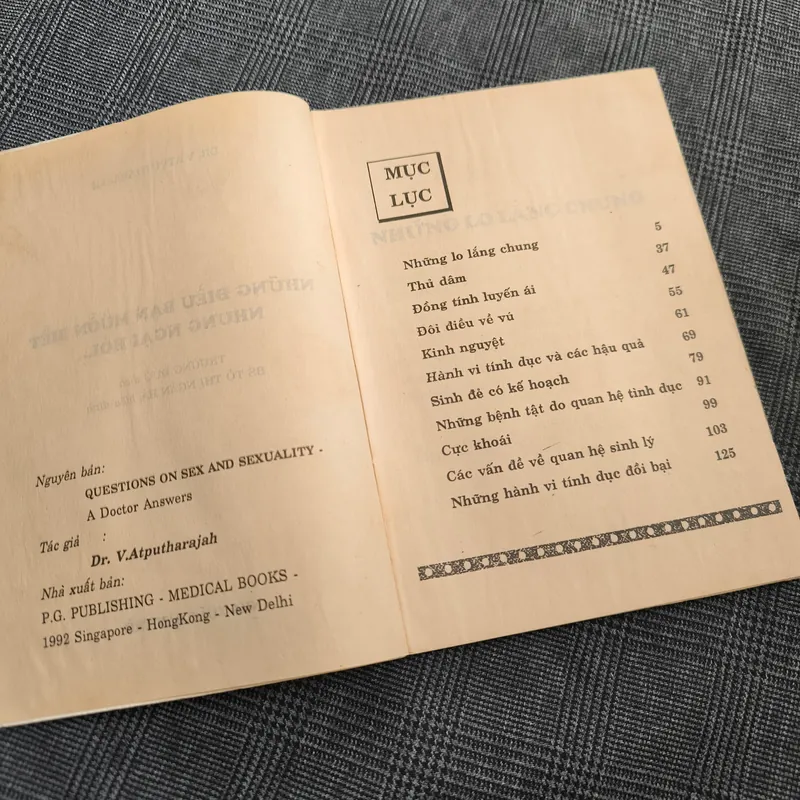 Nguyên bản:
QUESTIONS ON SEX AND SEXUALITY -
A Doctor Answers
Tác giả :
Dr. V.Atputharajah
Nhà xuất bản:
P.G. PUBLISHING - MEDICAL BOOKS -
1992 Singapore - HongKong - New Delhi
MỤC
LỤC
Những lo lắng chung 5
Thủ dâm 37
Đồng tính luyến ái 47
Đôi điều về vú 55
Kinh nguyệt 61
Hành vi tính dục và các hậu quả 69
Sinh đẻ có kế hoạch 79
Những bệnh tật do quan hệ tình dục 91
Cực khoái 99
Các vấn đề về quan hệ sinh lý 103
Những hành vi tính dục đồi bại 125